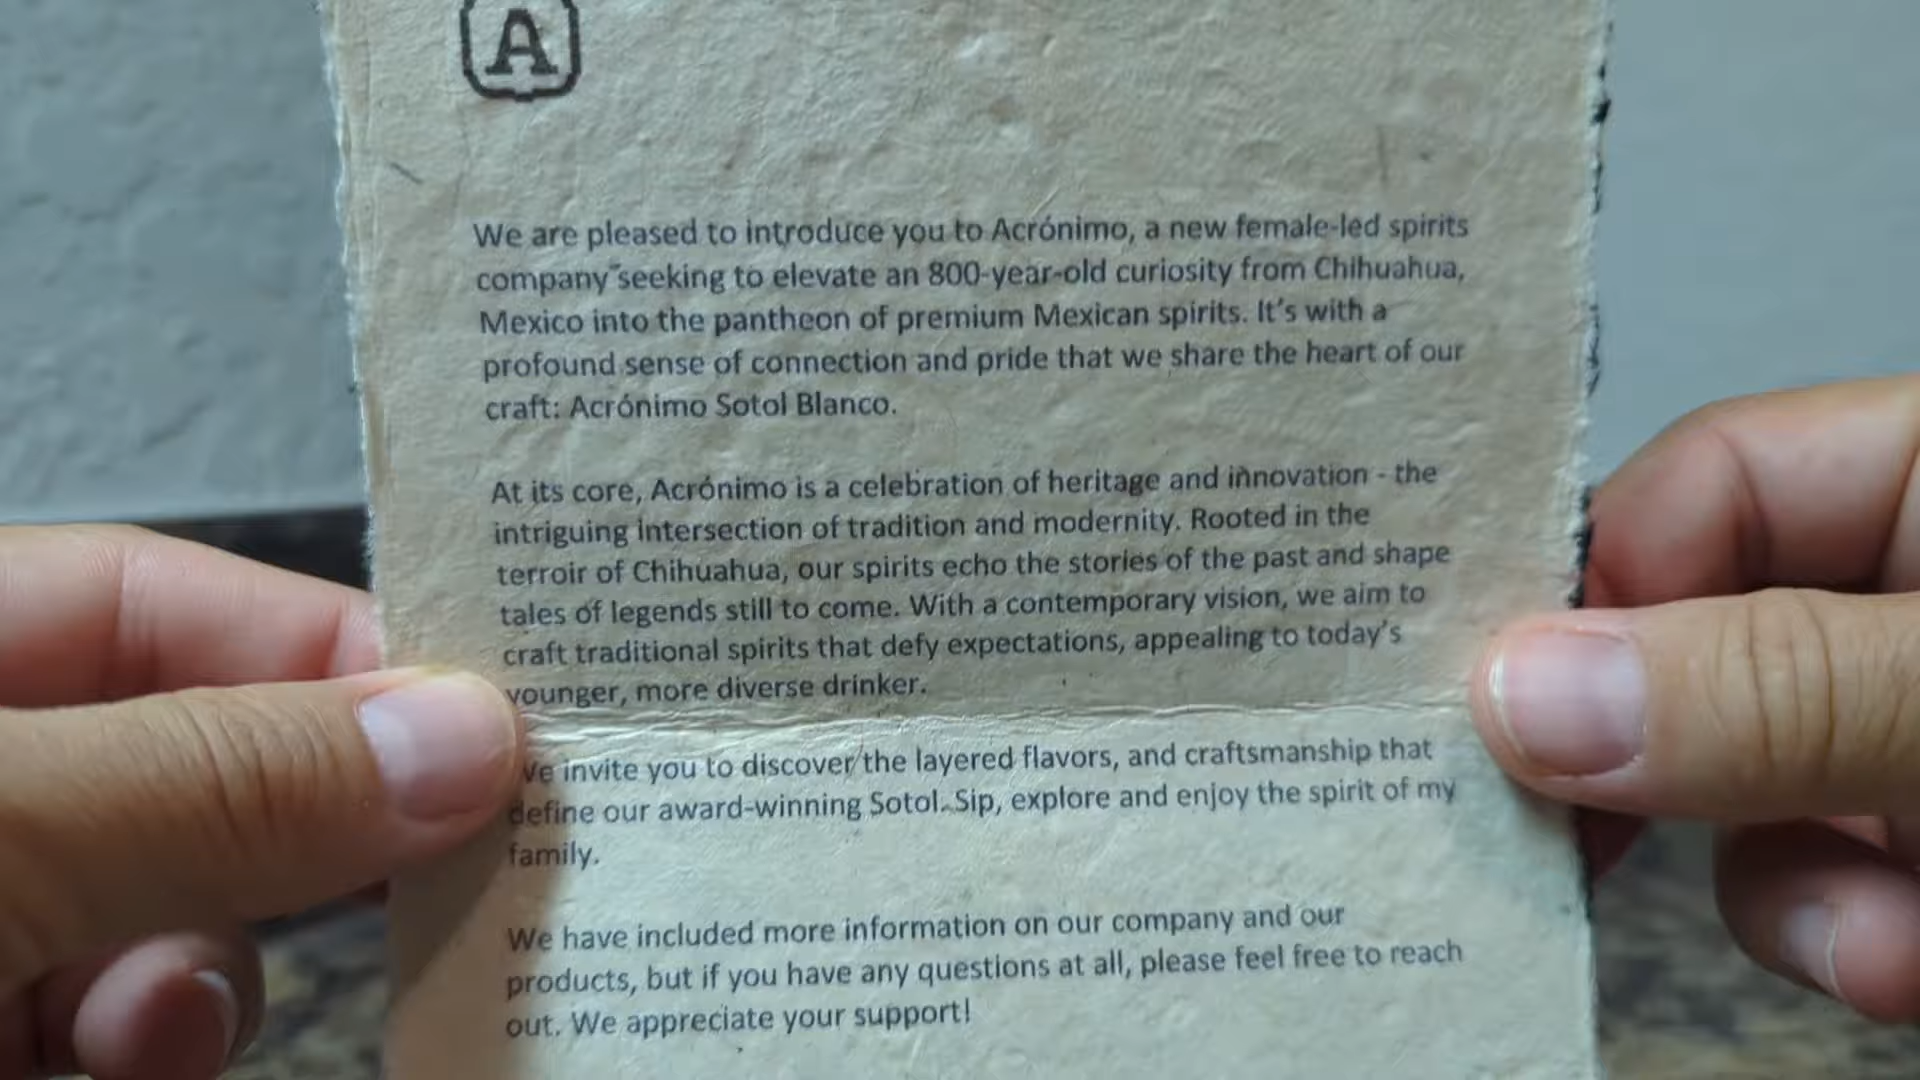 A
We are pleased to introduce you to Acrónimo, a new female-led spirits
company seeking to elevate an 800-year-old curiosity from Chihuahua,
Mexico into the pantheon of premium Mexican spirits. It's with a
profound sense of connection and pride that we share the heart of our
craft: Acrónimo Sotol Blanco.
At its core, Acrónimo is a celebration of heritage and innovation - the
intriguing intersection of tradition and modernity. Rooted in the
terroir of Chihuahua, our spirits echo the stories of the past and shape
tales of legends still to come. With a contemporary vision, we aim to
craft traditional spirits that defy expectations, appealing to today's
younger, more diverse drinker.
We invite you to discover the layered flavors, and craftsmanship that
define our award-winning Sotol. Sip, explore and enjoy the spirit of my
family.
We have included more information on our company and our
products, but if you have any questions at all, please feel free to reach
out. We appreciate your support!